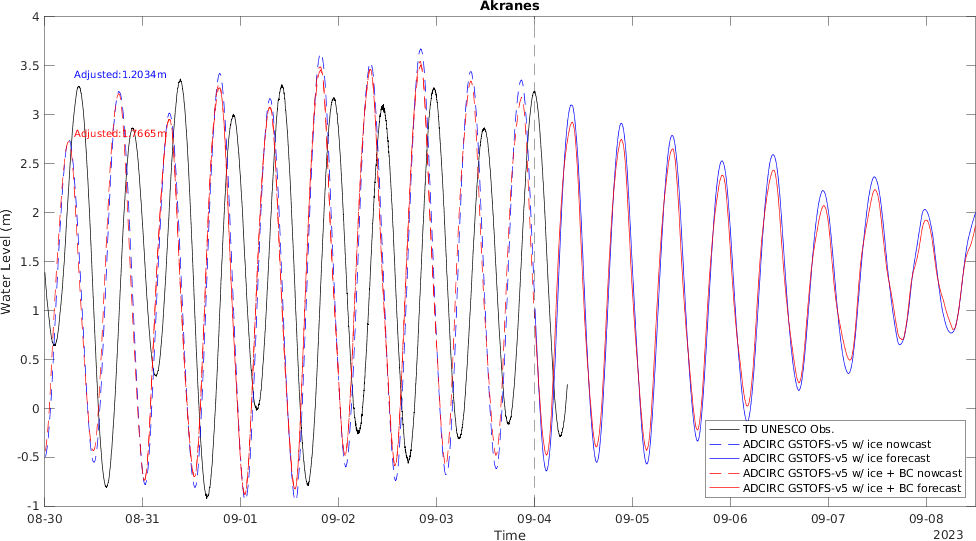 Akranes
4
3.5
3
2.5
2
1.5
1
0.5
0
-0.5
-1
Water Level (m)
Adjusted:1.2034m
Adjusted:1.7665m
08-30
08-31
09-01
09-02
09-03
09-04
09-05
09-06
09-07
09-08
Time
2023
TD UNESCO Obs.
ADCIRC GSTOFS-v5 w/ ice nowcast
ADCIRC GSTOFS-v5 w/ ice forecast
ADCIRC GSTOFS-v5 w/ ice + BC nowcast
ADCIRC GSTOFS-v5 w/ ice + BC forecast